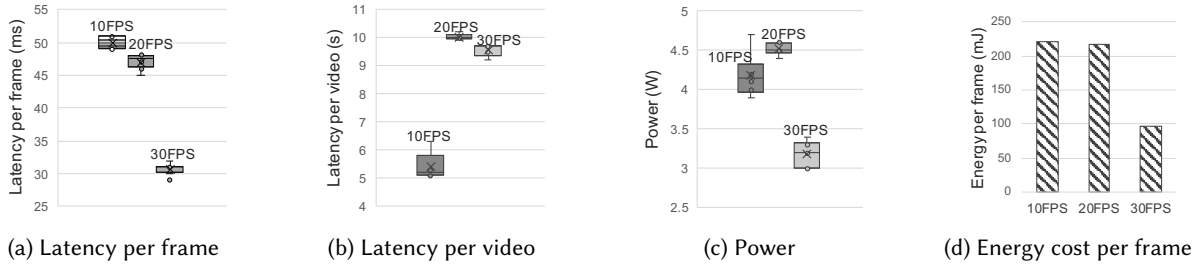 Latency per frame (ms)
55
50
45
40
35
30
25
10FPS
20FPS
30FPS
(a) Latency per frame
Latency per video (s)
11
10
9
8
7
6
5
4
10FPS
20FPS
30FPS
(b) Latency per video
Power (W)
5
4.5
4
3.5
3
2.5
10FPS
20FPS
30FPS
(c) Power
Energy per frame (mJ)
250
200
150
100
50
0
10FPS 20FPS 30FPS
(d) Energy cost per frame